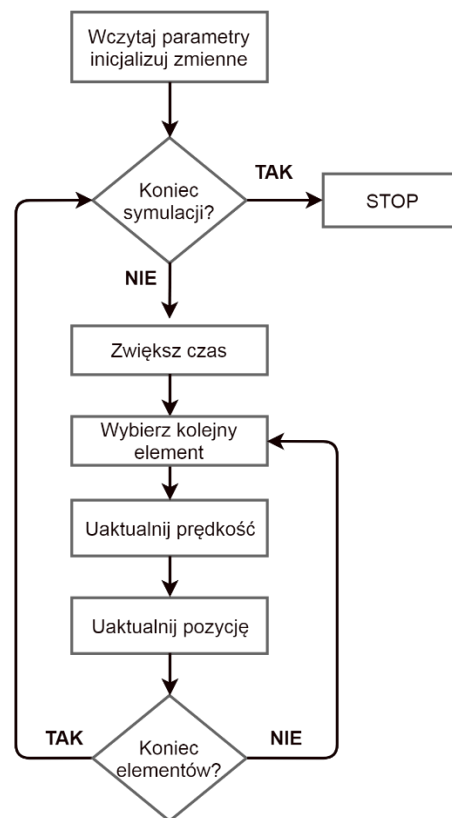 Wczytaj parametry
inicjalizuj zmienne
Koniec
symulacji?
TAK
STOP
NIE
Zwiększ czas
Wybierz kolejny
element
Uaktualnij prędkość
Uaktualnij pozycję
Koniec
elementów?
TAK
NIE